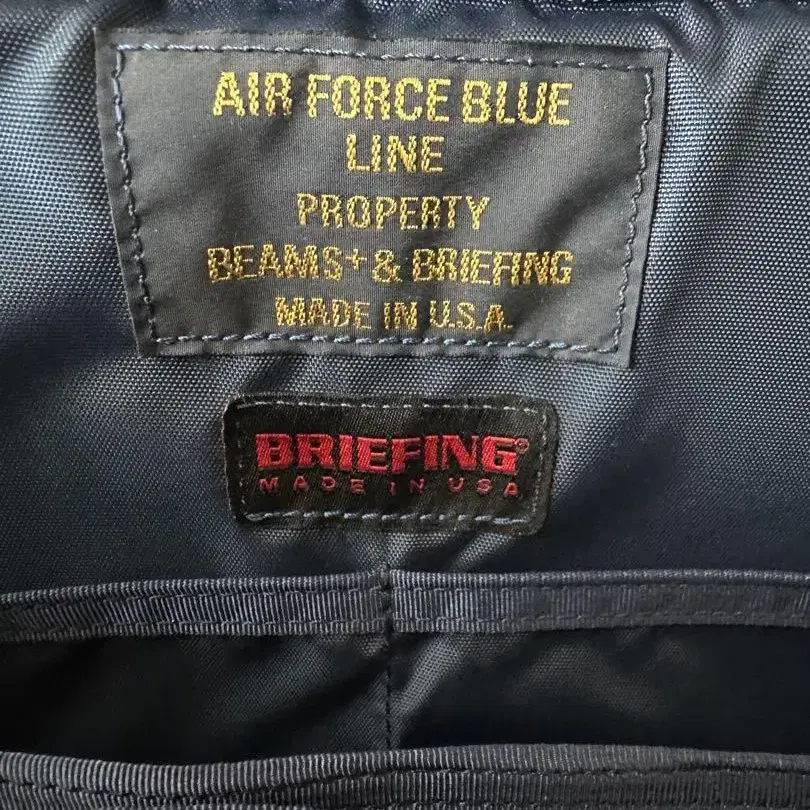 AIR FORCE BLUE
LINE
PROPERTY
BEAMS+ & BRIEFING
MADE IN U.S.A.
BRIEFING®
MADE IN USA